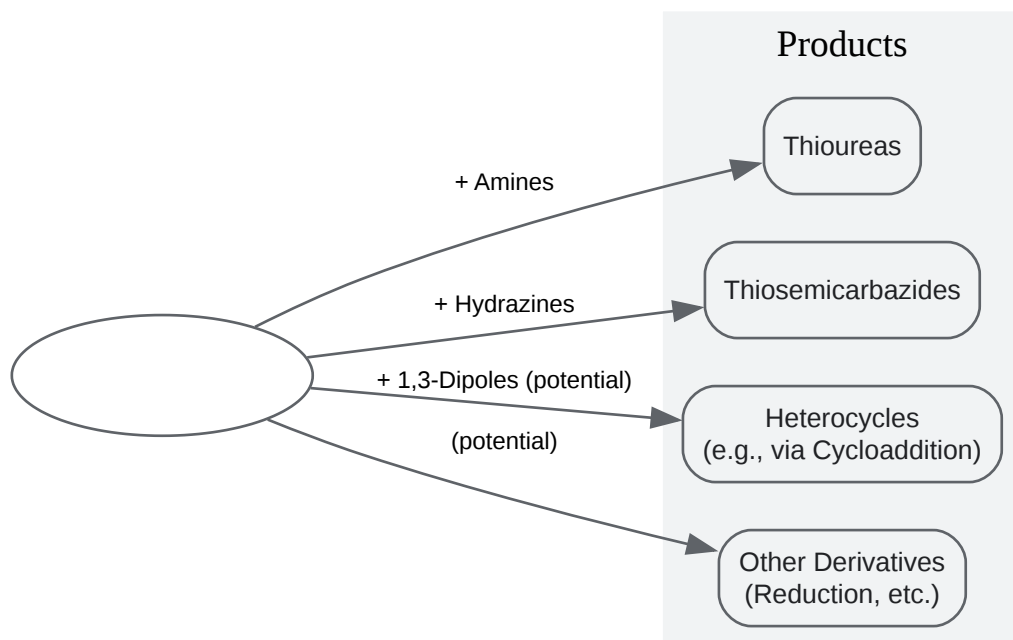 Products
Thioureas
+ Amines
Thiosemicarbazides
+ Hydrazines
+ 1,3-Dipoles (potential)
Heterocycles
(e.g., via Cycloaddition)
(potential)
Other Derivatives
(Reduction, etc.)